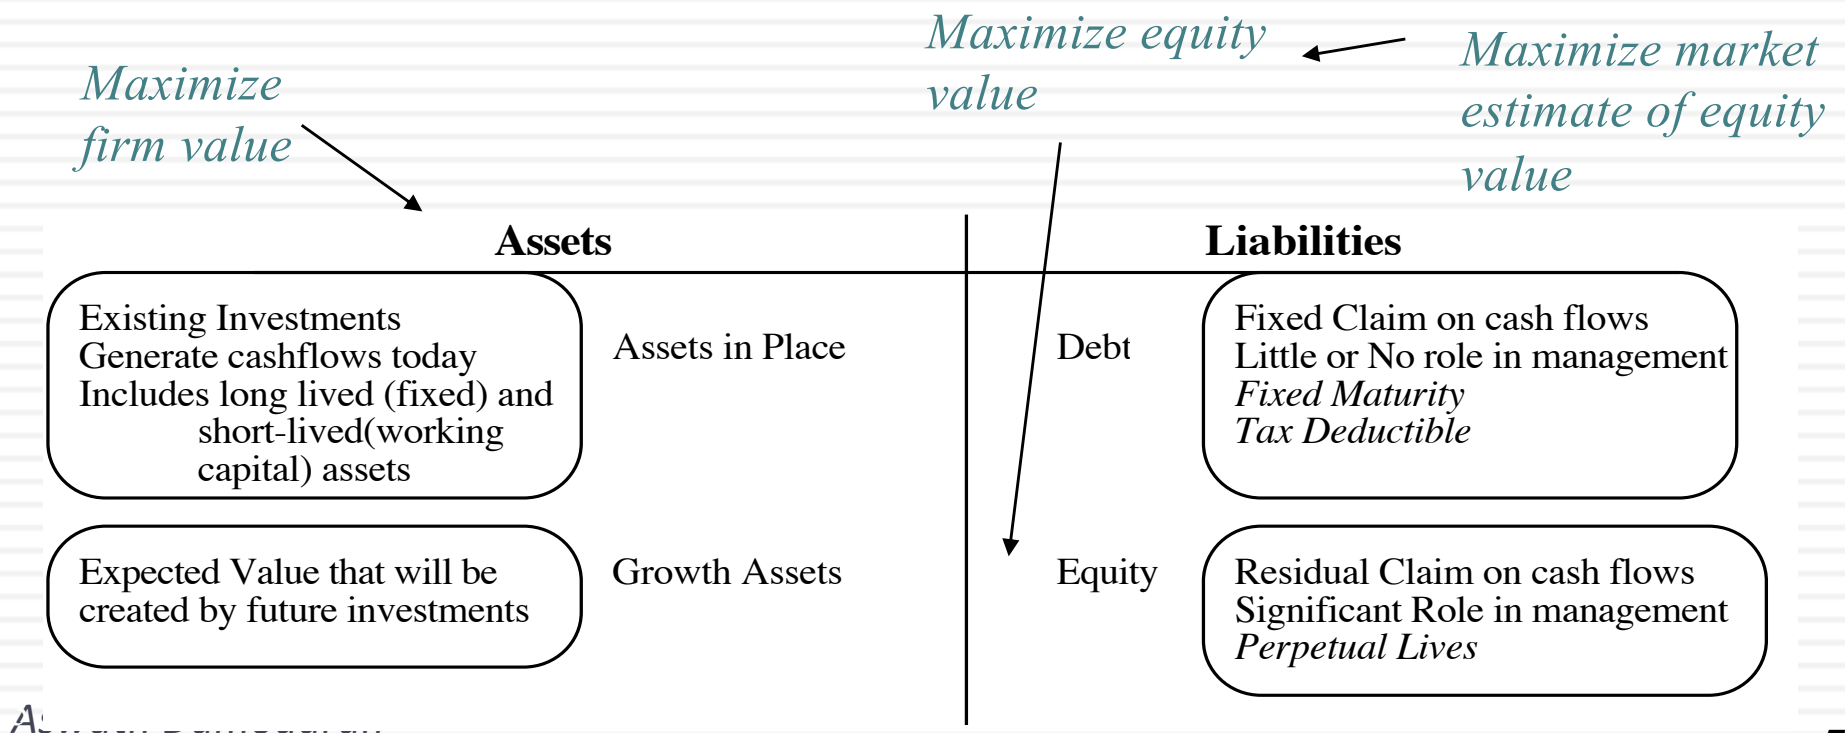 Maximize
firm value
Maximize equity
value
Maximize market
estimate of equity
value
Assets
Liabilities
Existing Investments
Generate cashflows today
Includes long lived (fixed) and
short-lived(working
capital) assets
Assets in Place
Debt
Fixed Claim on cash flows
Little or No role in management
Fixed Maturity
Tax Deductible
Expected Value that will be
created by future investments
Growth Assets
Equity
Residual Claim on cash flows
Significant Role in management
Perpetual Lives